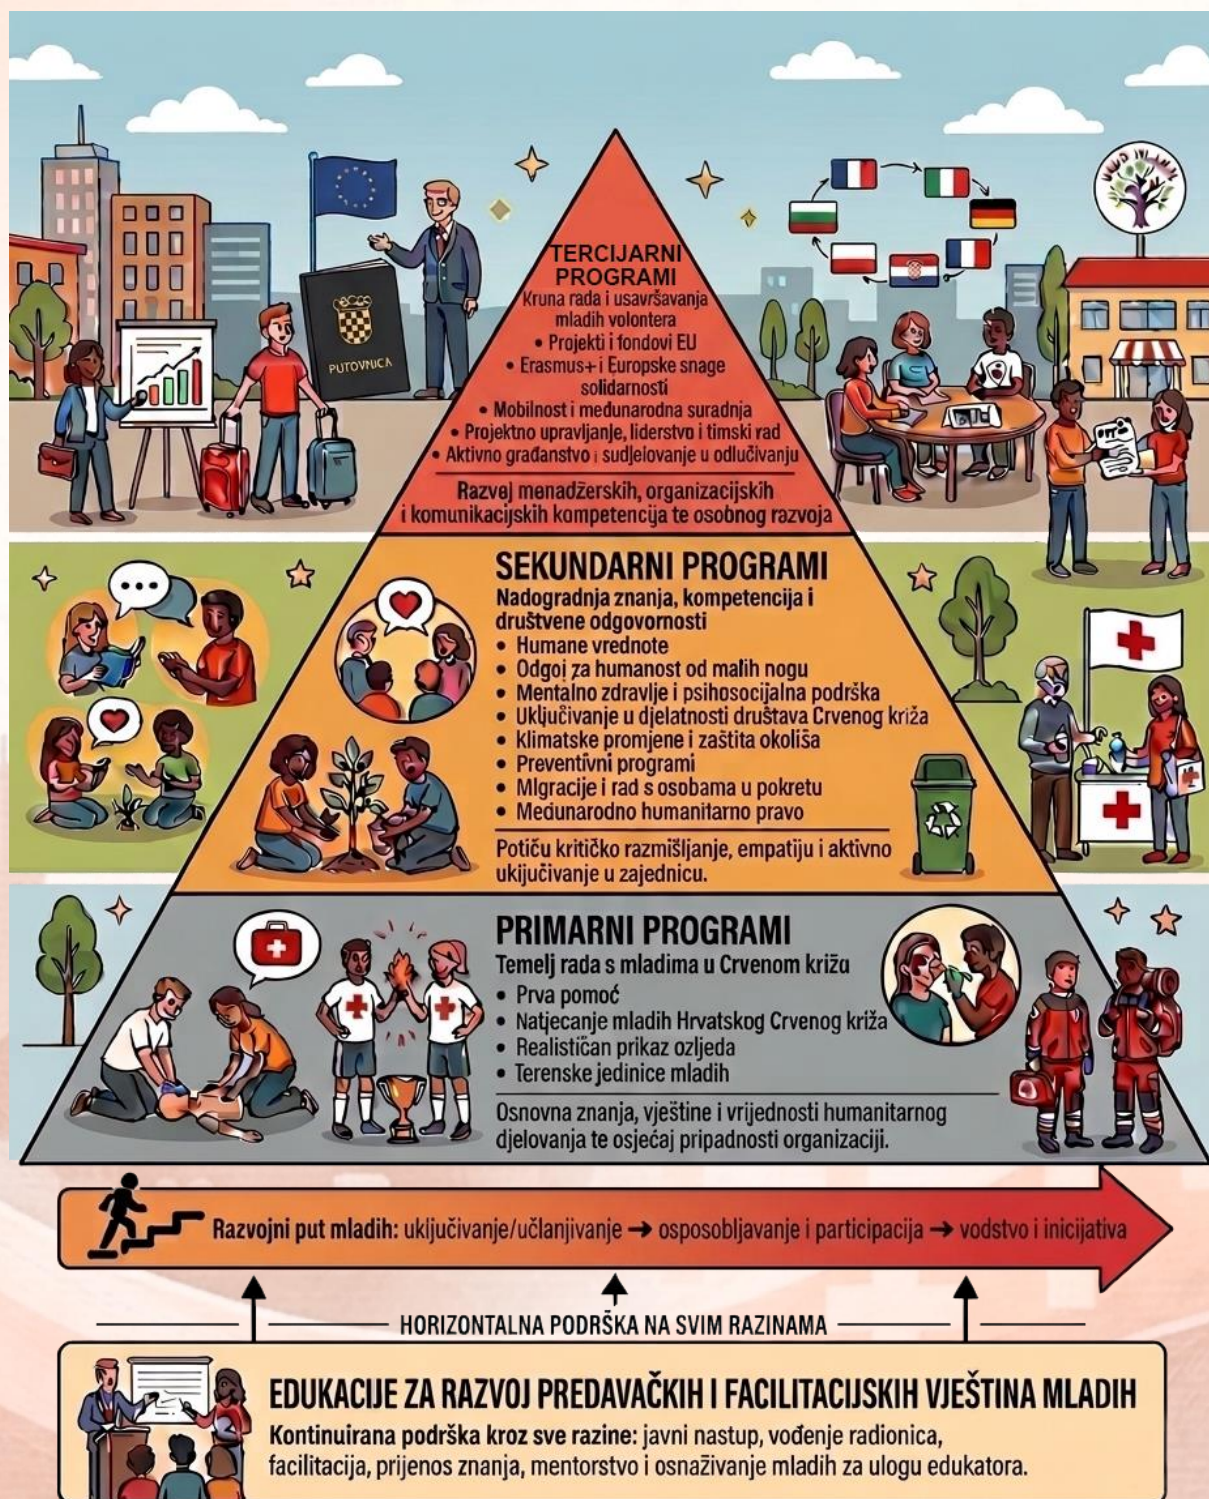 TERCIJARNI
PROGRAMI
Kruna rada i usavršavanja
mladih volontera
• Projekti i fondovi EU
• Erasmus+ i Europske snage
solidarnosti
• Mobilnost i međunarodna suradnja
• Projektno upravljanje, liderstvo i timski rad
• Aktivno građanstvo i sudjelovanje u odlučivanju
Razvoj menadžerskih, organizacijskih
i komunikacijskih kompetencija te osobnog razvoja
PUTOVNICA
SEKUNDARNI PROGRAMI
Nadogradnja znanja, kompetencija i
društvene odgovornosti
• Humane vrednote
• Odgoj za humanost od malih nogu
• Mentalno zdravlje i psihosocijalna podrška
• Uključivanje u djelatnosti društava Crvenog križa
• Klimatske promjene i zaštita okoliša
• Preventivni programi
• MIgracije i rad s osobama u pokretu
• Međunarodno humanitarno pravo
Potiču kritičko razmišljanje, empatiju i aktivno
uključivanje u zajednicu.
PRIMARNI PROGRAMI
Temelj rada s mladima u Crvenom križu
• Prva pomoć
• Natjecanje mladih Hrvatskog Crvenog križa
• Realističan prikaz ozljeda
• Terenske jedinice mladih
Osnovna znanja, vještine i vrijednosti humanitarnog
djelovanja te osjećaj pripadnosti organizaciji.
Razvojni put mladih: uključivanje/učlanjivanje → osposobljavanje i participacija → vodstvo i inicijativa
HORIZONTALNA PODRŠKA NA SVIM RAZINAMA
EDUKACIJE ZA RAZVOJ PREDAVAČKIH I FACILITACIJSKIH VJEŠTINA MLADIH
Kontinuirana podrška kroz sve razine: javni nastup, vođenje radionica,
facilitacija, prijenos znanja, mentorstvo i osnaživanje mladih za ulogu edukatora.